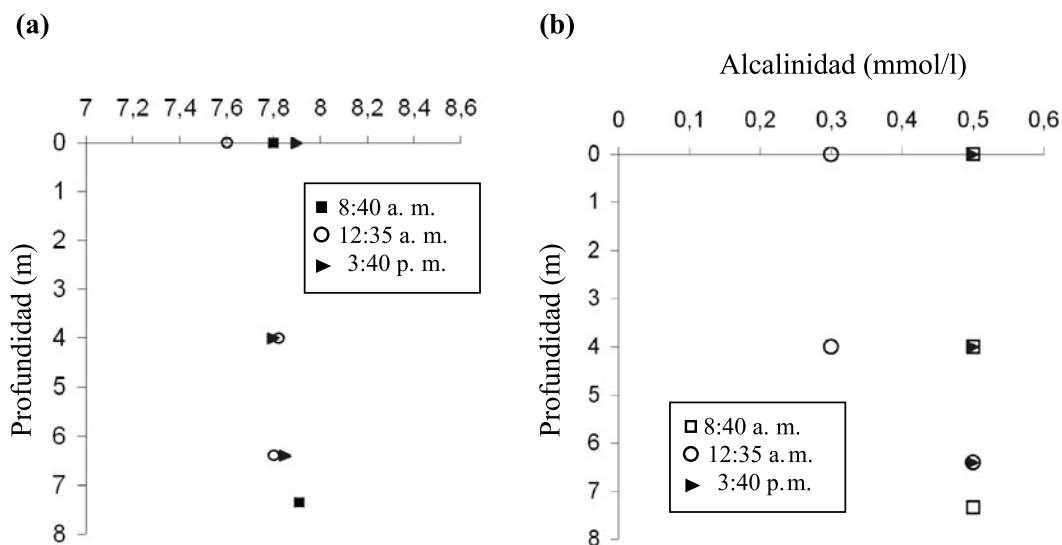 (a)
7 7,2 7,4 7,6 7,8 8 8,2 8,4 8,6
0
1
2
3
4
5
6
7
8
Profundidad (m)
8:40 a. m.
12:35 a. m.
3:40 p. m.
(b)
Alcalinidad (mmol/l)
0 0,1 0,2 0,3 0,4 0,5 0,6
0
1
2
3
4
5
6
7
8
Profundidad (m)
8:40 a. m.
12:35 a. m.
3:40 p. m.